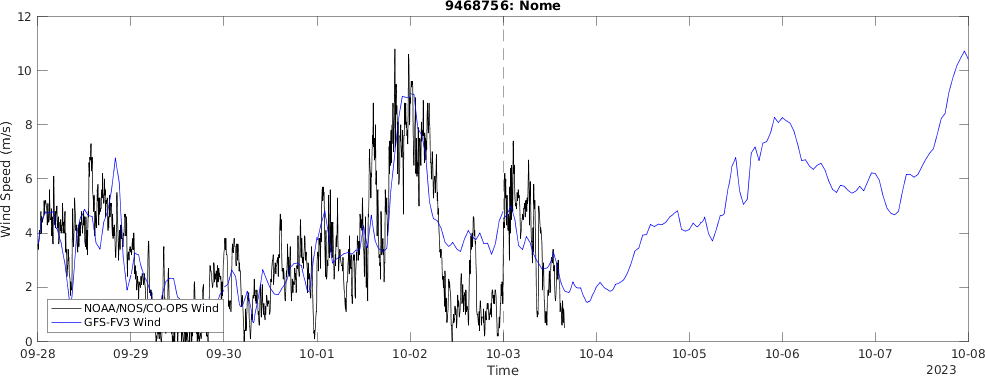 9468756: Nome
12
10
8
6
4
2
0
Wind Speed (m/s)
NOAA/NOS/CO-OPS Wind
GFS-FV3 Wind
09-28 09-29 09-30 10-01 10-02 10-03 10-04 10-05 10-06 10-07 10-08
Time
2023